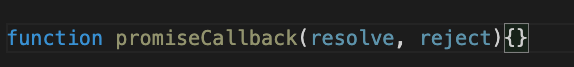 function promiseCallback(resolve, reject){}